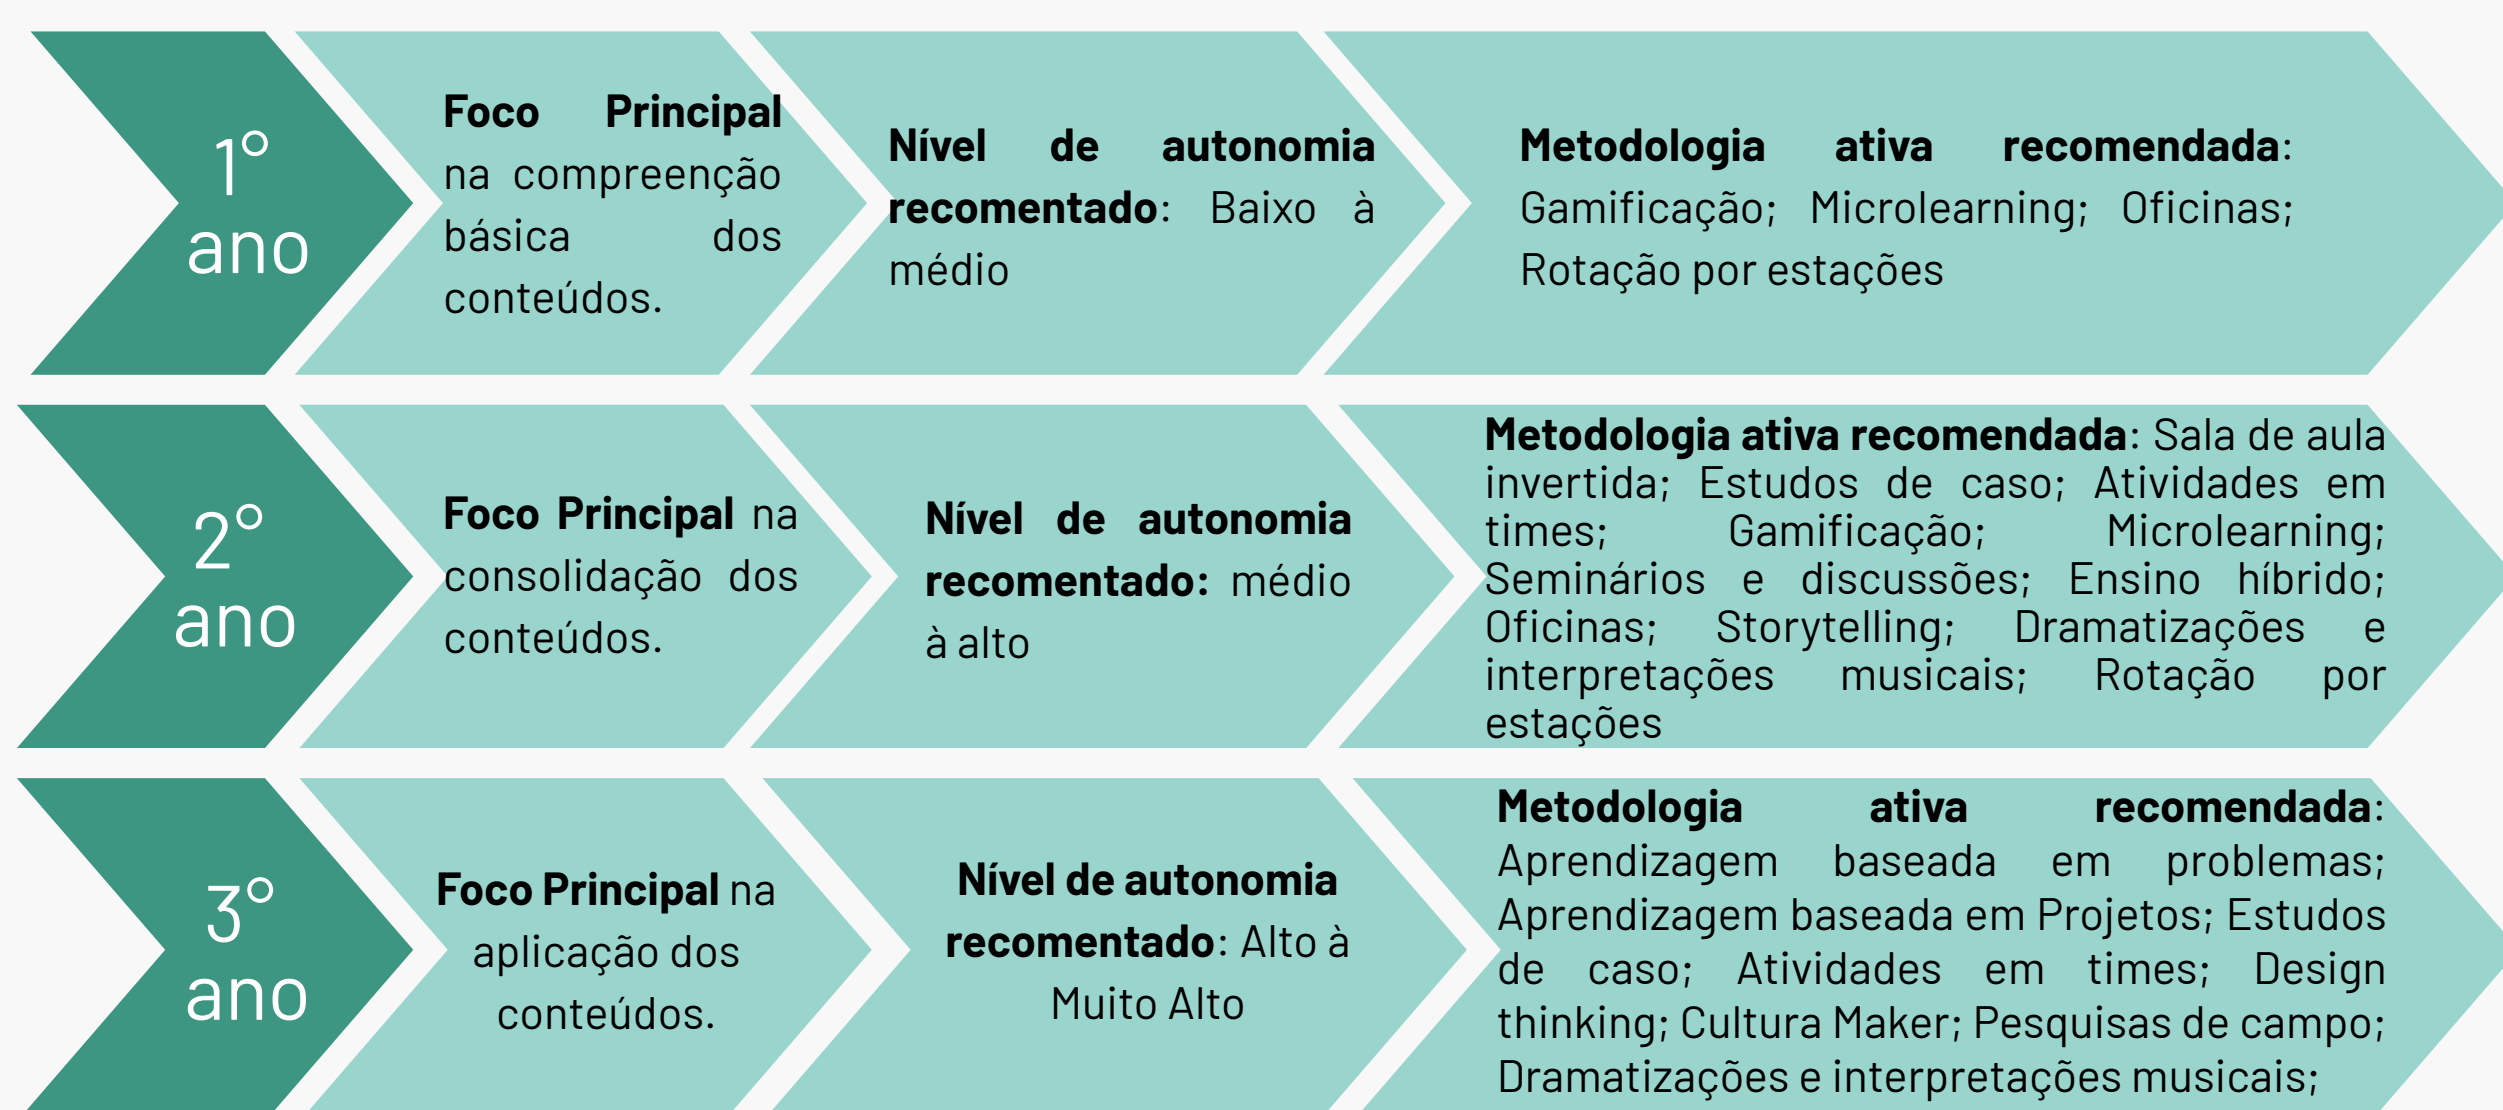 1°
ano
Foco Principal
na compreenção
básica dos
conteúdos.
Nível de autonomia
recomentado: Baixo à
médio
Metodologia ativa recomendada:
Gamificação; Microlearning; Oficinas;
Rotação por estações
2°
ano
Foco Principal na
consolidação dos
conteúdos.
Nível de autonomia
recomentado: médio
à alto
Metodologia ativa recomendada: Sala de aula
invertida; Estudos de caso; Atividades em
times; Gamificação; Microlearning;
Seminários e discussões; Ensino híbrido;
Oficinas; Storytelling; Dramatizações e
interpretações musicais; Rotação por
estações
3°
ano
Foco Principal na
aplicação dos
conteúdos.
Nível de autonomia
recomentado: Alto à
Muito Alto
Metodologia ativa recomendada:
Aprendizagem baseada em problemas;
Aprendizagem baseada em Projetos; Estudos
de caso; Atividades em times; Design
thinking; Cultura Maker; Pesquisas de campo;
Dramatizações e interpretações musicais;